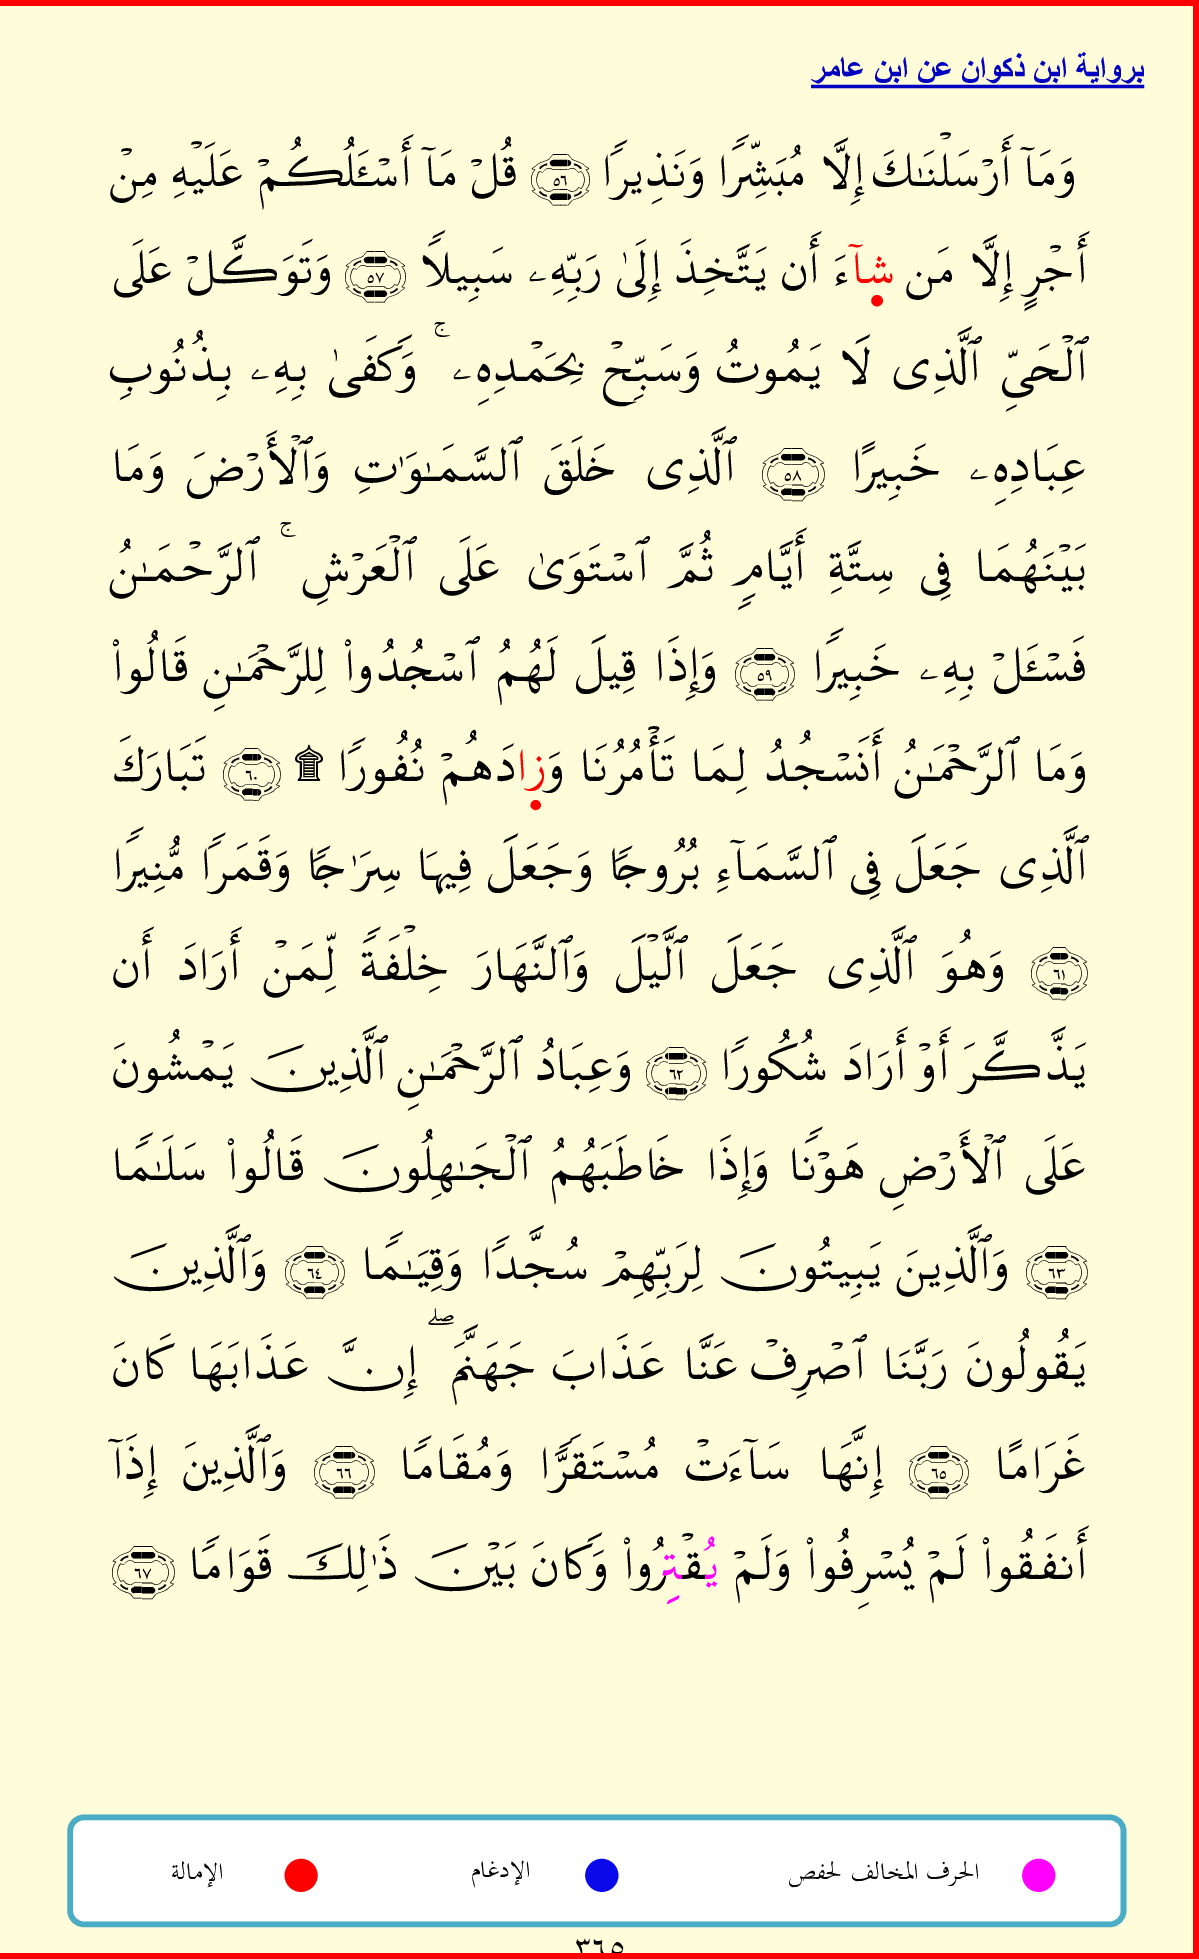 برواية ابن ذكوان عن ابن عامر
وَمَآ أَرۡسَلۡنَٰكَ إِلَّا مُبَشِّرٗا وَنَذِيرٗا ٥٦ قُلۡ مَآ أَسۡـَٔلُكُمۡ عَلَيۡهِ مِنۡ
أَجۡرٍ إِلَّا مَن شَآءَ أَن يَتَّخِذَ إِلَىٰ رَبِّهِۦ سَبِيلٗا ٥٧ وَتَوَكَّلۡ عَلَى
ٱلۡحَيِّ ٱلَّذِي لَا يَمُوتُ وَسَبِّحۡ بِحَمۡدِهِۦۚ وَكَفَىٰ بِهِۦ بِذُنُوبِ
عِبَادِهِۦ خَبِيرًا ٥٨ ٱلَّذِي خَلَقَ ٱلسَّمَٰوَٰتِ وَٱلۡأَرۡضَ وَمَا
بَيۡنَهُمَا فِي سِتَّةِ أَيَّامٖ ثُمَّ ٱسۡتَوَىٰ عَلَى ٱلۡعَرۡشِۚ ٱلرَّحۡمَٰنُ
فَسۡـَٔلۡ بِهِۦ خَبِيرٗا ٥٩ وَإِذَا قِيلَ لَهُمُ ٱسۡجُدُواْ لِلرَّحۡمَٰنِ قَالُواْ
وَمَا ٱلرَّحۡمَٰنُ أَنَسۡجُدُ لِمَا تَأۡمُرُنَا وَزَادَهُمۡ نُفُورٗا ۩ ٦٠ تَبَارَكَ
ٱلَّذِي جَعَلَ فِي ٱلسَّمَآءِ بُرُوجٗا وَجَعَلَ فِيهَا سِرَٰجٗا وَقَمَرٗا مُّنِيرٗا
٦١ وَهُوَ ٱلَّذِي جَعَلَ ٱلَّيۡلَ وَٱلنَّهَارَ خِلۡفَةٗ لِّمَنۡ أَرَادَ أَن
يَذَّكَّرَ أَوۡ أَرَادَ شُكُورٗا ٦٢ وَعِبَادُ ٱلرَّحۡمَٰنِ ٱلَّذِينَ يَمۡشُونَ
عَلَى ٱلۡأَرۡضِ هَوۡنٗا وَإِذَا خَاطَبَهُمُ ٱلۡجَٰهِلُونَ قَالُواْ سَلَٰمٗا
٦٣ وَٱلَّذِينَ يَبِيتُونَ لِرَبِّهِمۡ سُجَّدٗا وَقِيَٰمٗا ٦٤ وَٱلَّذِينَ
يَقُولُونَ رَبَّنَا ٱصۡرِفۡ عَنَّا عَذَابَ جَهَنَّمَۖ إِنَّ عَذَابَهَا كَانَ
غَرَامًا ٦٥ إِنَّهَا سَآءَتۡ مُسۡتَقَرّٗا وَمُقَامٗا ٦٦ وَٱلَّذِينَ إِذَآ
أَنفَقُواْ لَمۡ يُسۡرِفُواْ وَلَمۡ يُقۡتِرُواْ وَكَانَ بَيۡنَ ذَٰلِكَ قَوَامٗا ٦٧
الحرف المخالف لحفص
الإدغام
الإمالة
٣٦٥